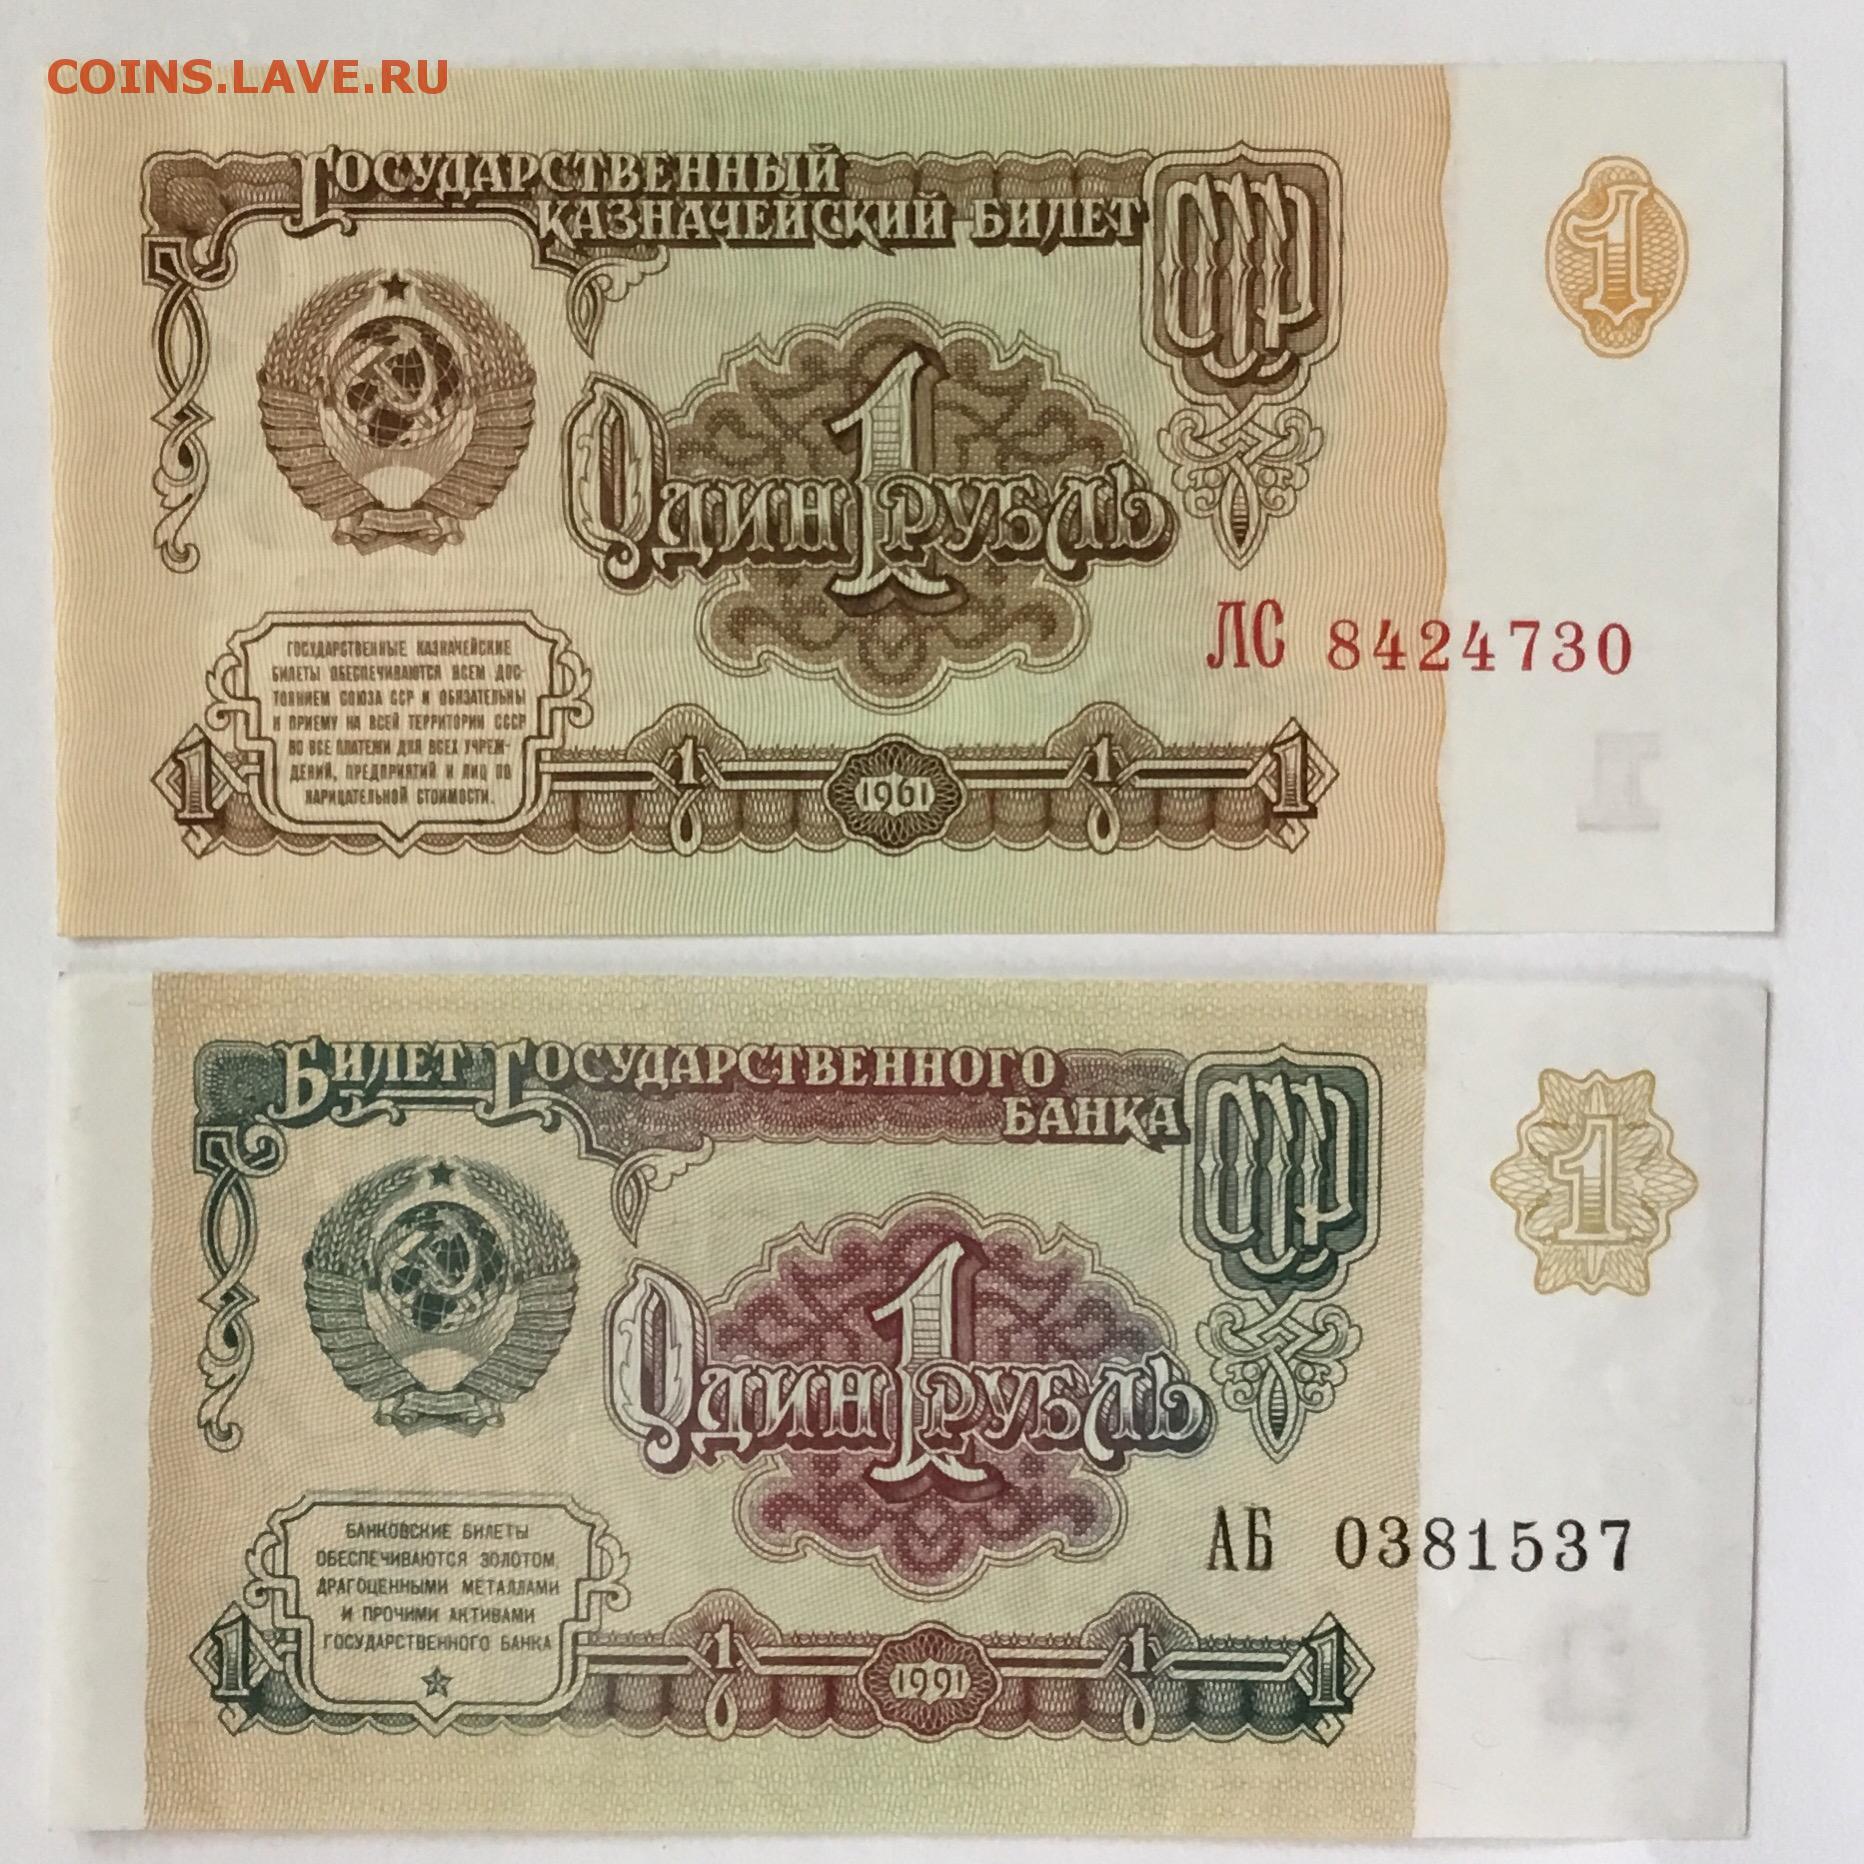 COINS.LAVE.RU
ГОСУДАРСТВЕННЫЙ
КАЗНАЧЕЙСКИЙ БИЛЕТ
СССР
1
1
ОДИН РУБЛЬ
ЛС 8424730
ГОСУДАРСТВЕННЫЕ КАЗНАЧЕЙСКИЕ
БИЛЕТЫ ОБЕСПЕЧИВАЮТСЯ ВСЕМ ДОС-
ТОЯНИЕМ СОЮЗА ССР И ОБЯЗАТЕЛЬНЫ
К ПРИЕМУ НА ВСЕЙ ТЕРРИТОРИИ СССР
ВО ВСЕ ПЛАТЕЖИ ДЛЯ ВСЕХ УЧРЕЖ-
ДЕНИЙ, ПРЕДПРИЯТИЙ И ЛИЦ ПО
НАРИЦАТЕЛЬНОЙ СТОИМОСТИ.
1 1 1961 1 1
БИЛЕТ ГОСУДАРСТВЕННОГО
БАНКА
СССР
1
1
ОДИН РУБЛЬ
АБ 0381537
БАНКОВСКИЕ БИЛЕТЫ
ОБЕСПЕЧИВАЮТСЯ ЗОЛОТОМ,
ДРАГОЦЕННЫМИ МЕТАЛЛАМИ
И ПРОЧИМИ АКТИВАМИ
ГОСУДАРСТВЕННОГО БАНКА
1 1 1991 1 1